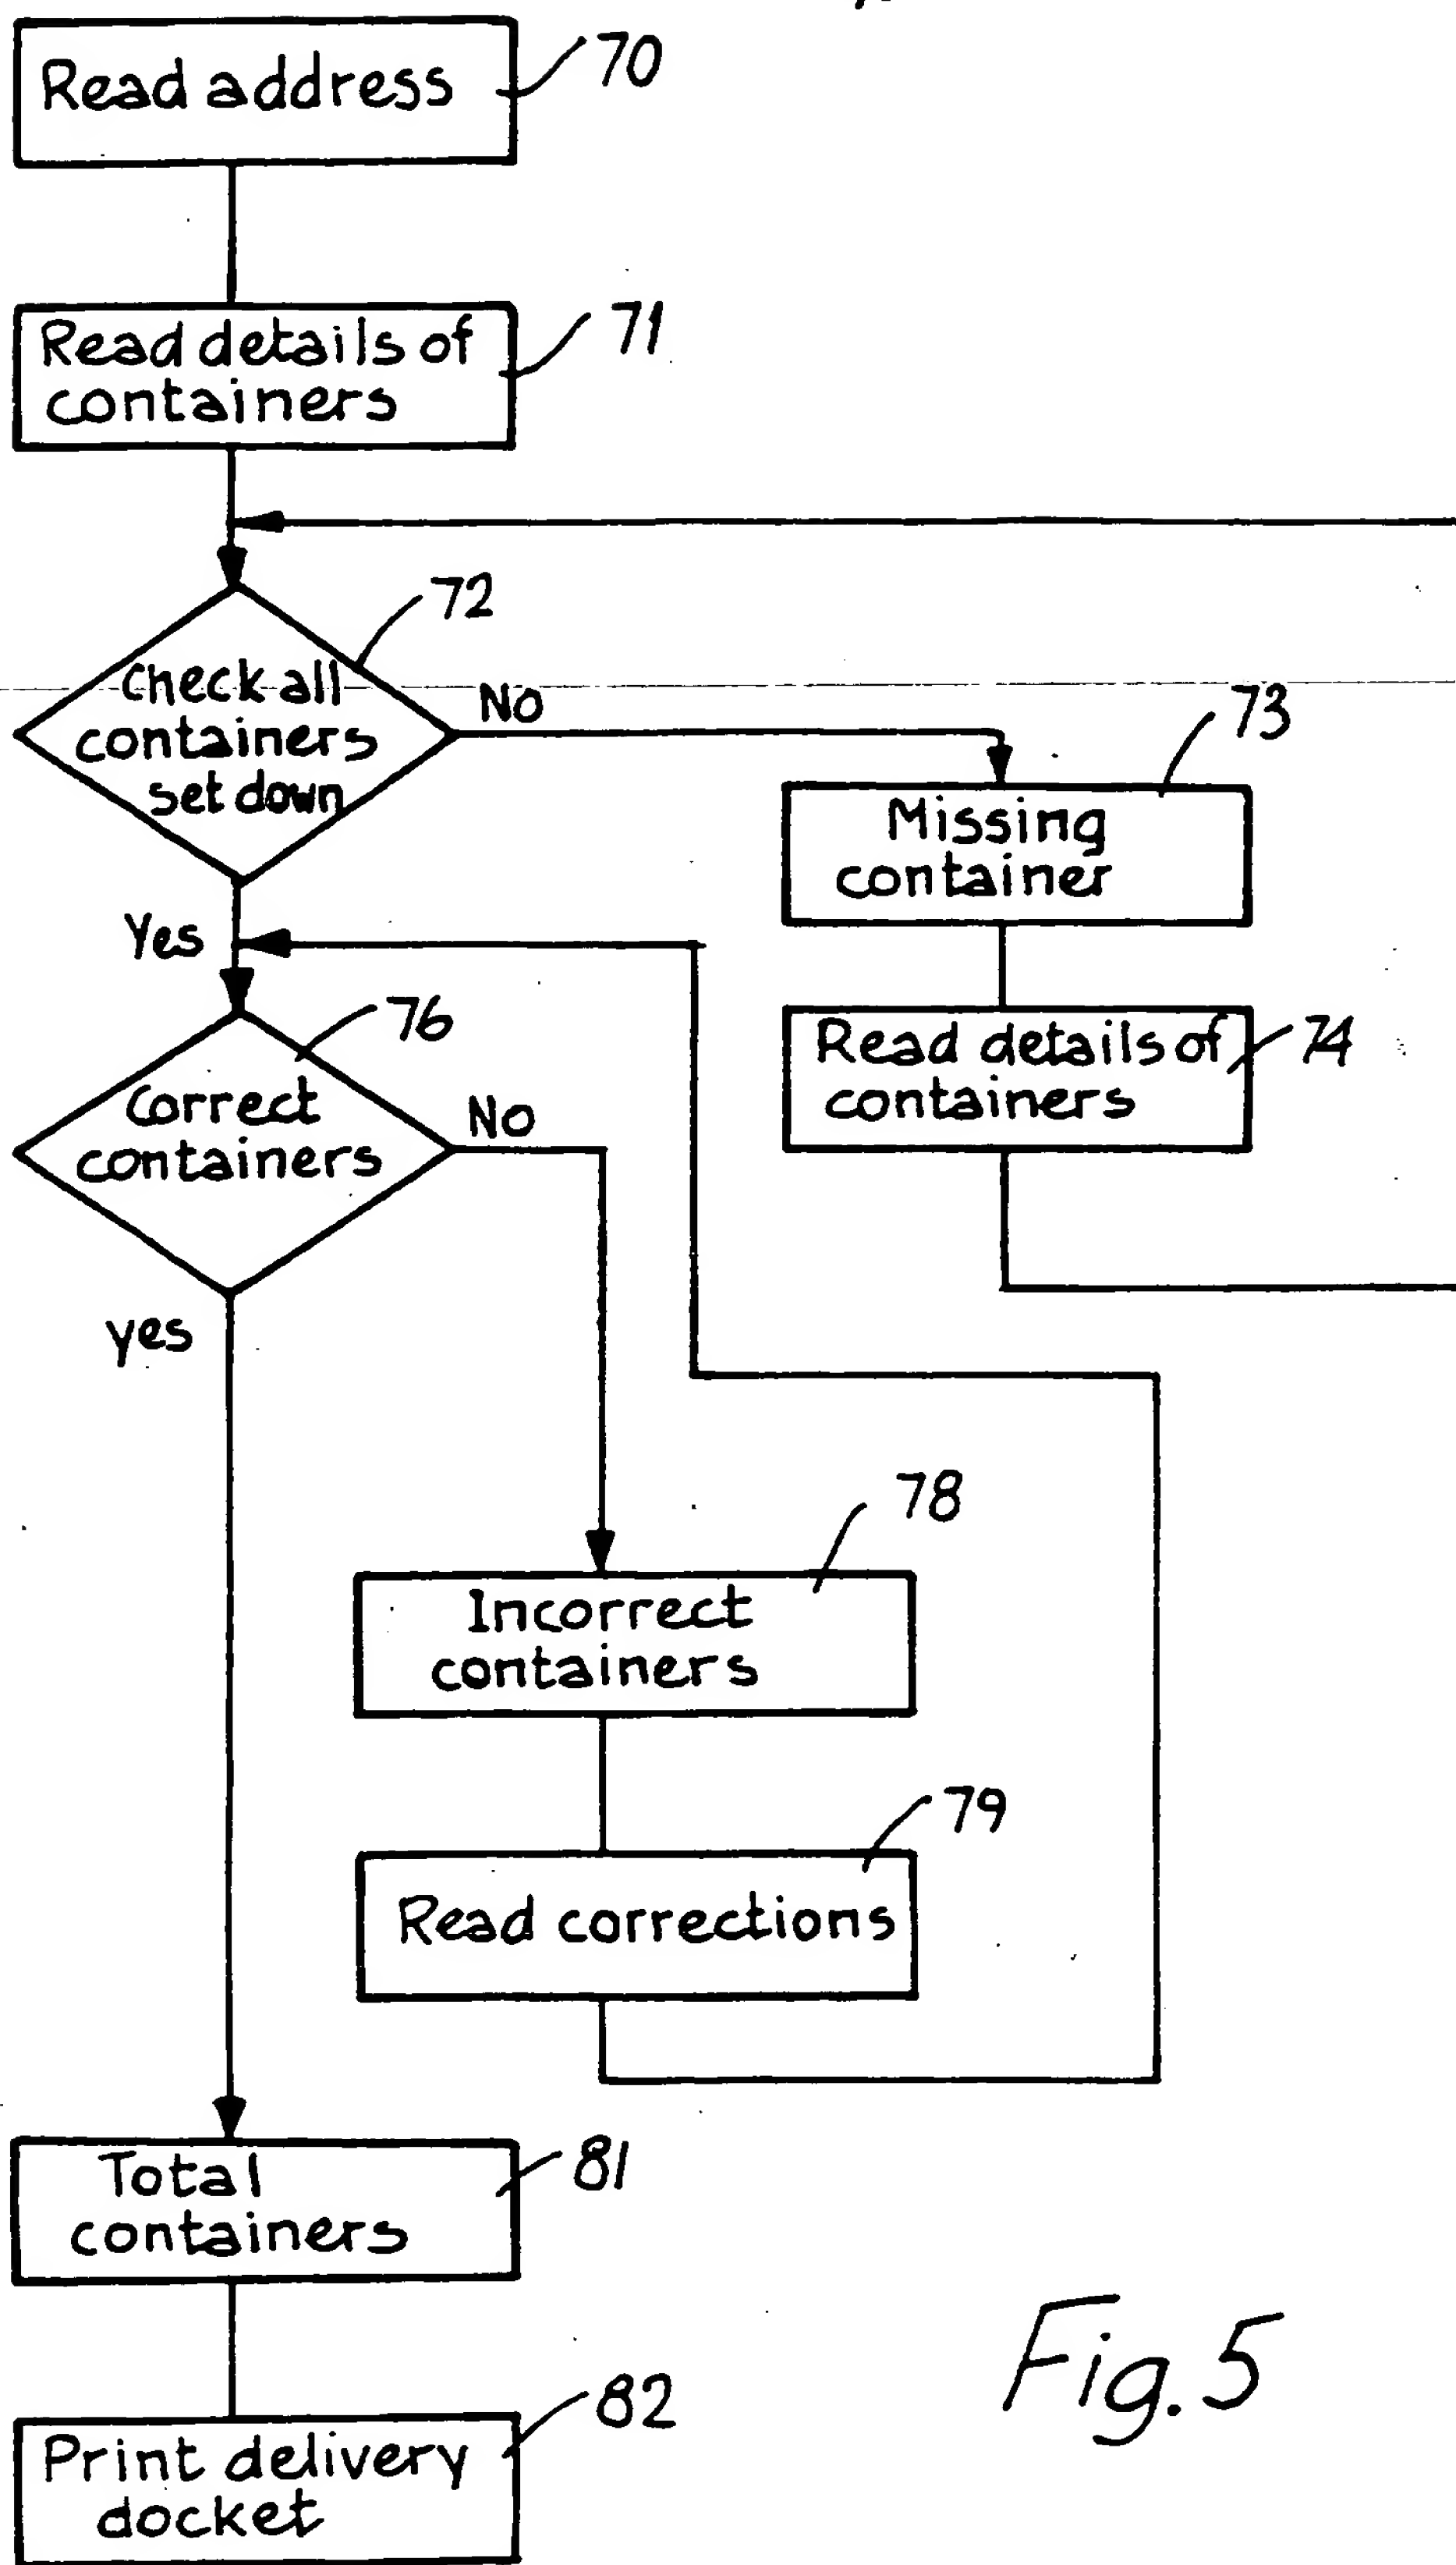 Read address
70
Read details of
containers
71
72
Check all
containers
set down
No
73
Missing
container
Yes
76
Read details of
containers
74
Correct
containers
No
yes
78
Incorrect
containers
79
Read corrections
Total
containers
81
Fig. 5
82
Print delivery
docket